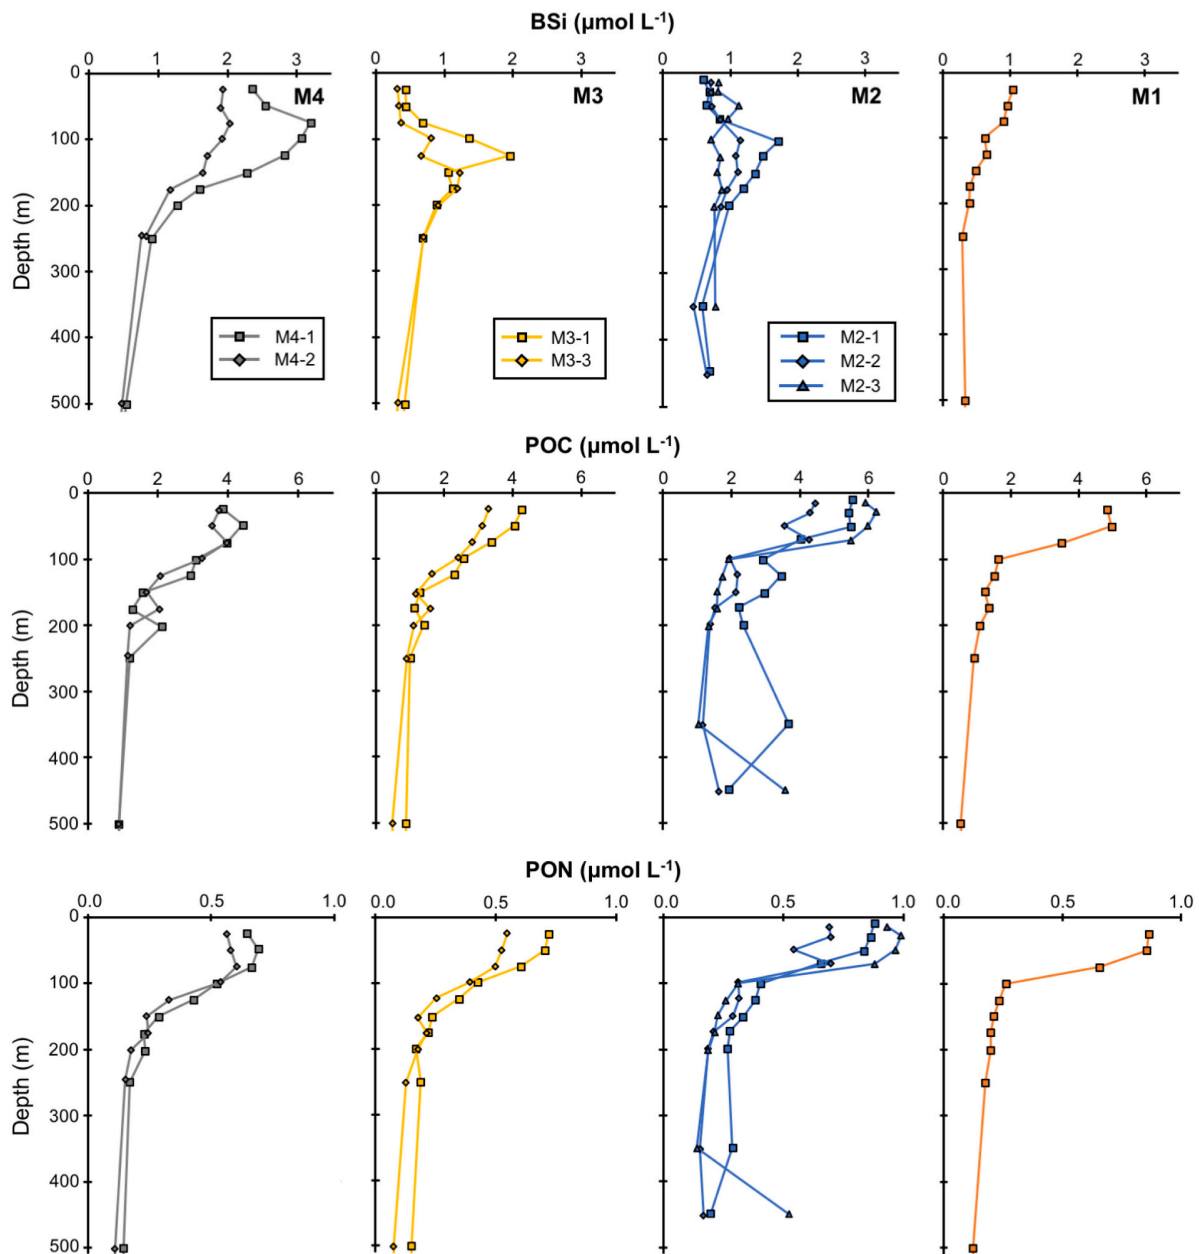 BSi (µmol L-1)
0 1 2 3 0 1 2 3 0 1 2 3 0 1 2 3
0 M4 M3 M2 M1
100
200
300
400
500
Depth (m)
M4-1
M4-2
M3-1
M3-3
M2-1
M2-2
M2-3
POC (µmol L-1)
0 2 4 6 0 2 4 6 0 2 4 6 0 2 4 6
0
100
200
300
400
500
Depth (m)
PON (µmol L-1)
0.0 0.5 1.0 0.0 0.5 1.0 0.0 0.5 1.0 0.0 0.5 1.0
0
100
200
300
400
500
Depth (m)